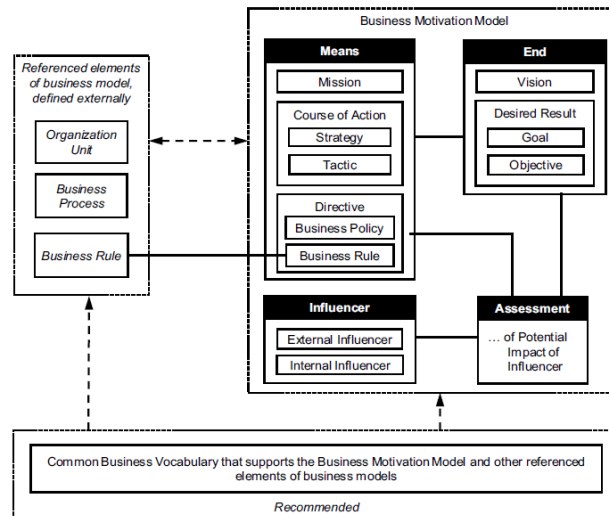 Business Motivation Model
Referenced elements
of business model,
defined externally
Organization
Unit
Business
Process
Business Rule
Means
Mission
Course of Action
Strategy
Tactic
Directive
Business Policy
Business Rule
End
Vision
Desired Result
Goal
Objective
Influencer
External Influencer
Internal Influencer
Assessment
... of Potential
Impact of
Influencer
Common Business Vocabulary that supports the Business Motivation Model and other referenced
elements of business models
Recommended